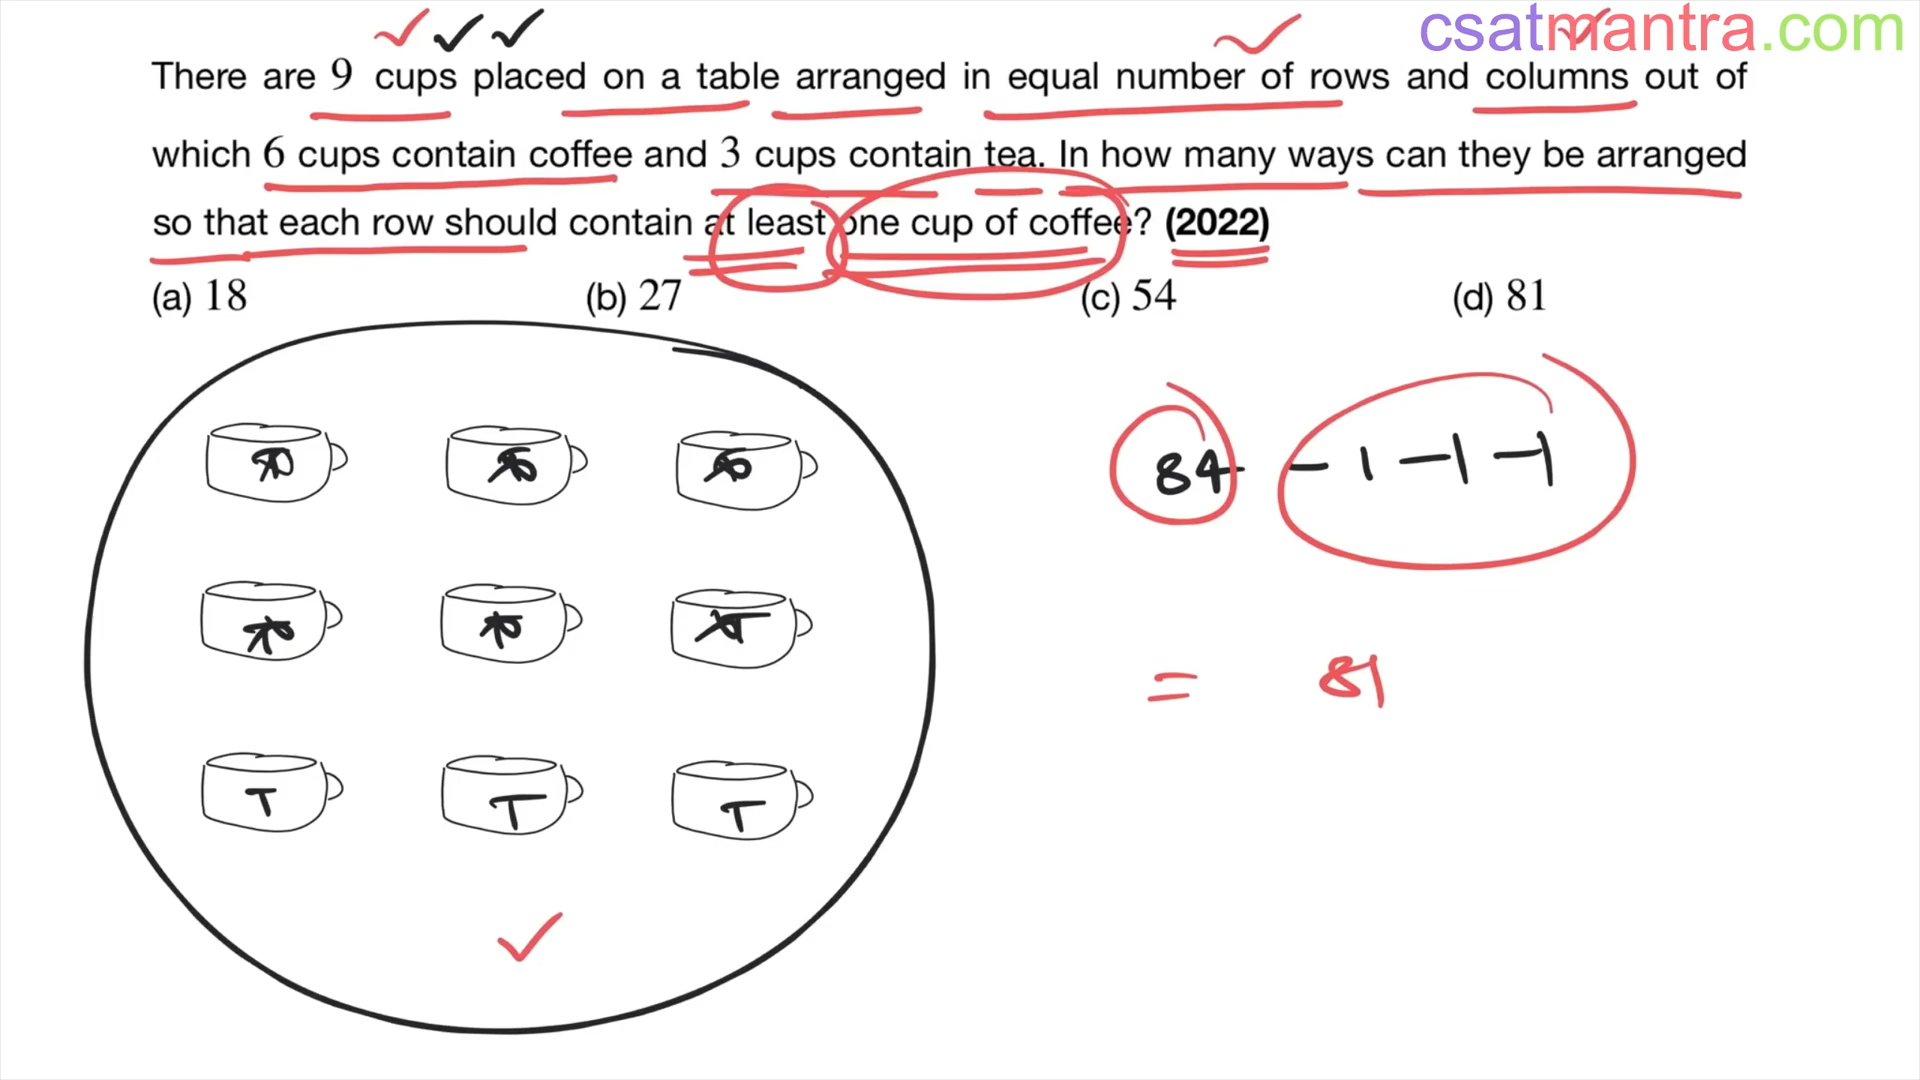 csatmantra.com
There are 9 cups placed on a table arranged in equal number of rows and columns out of
which 6 cups contain coffee and 3 cups contain tea. In how many ways can they be arranged
so that each row should contain at least one cup of coffee? (2022)
(a) 18 (b) 27 (c) 54 (d) 81
84 - 1 - 1 - 1
= 81
T T T